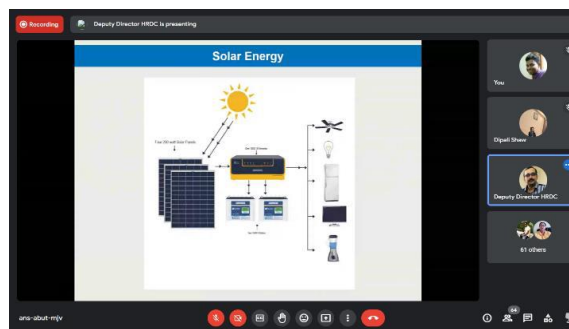 Recording
Deputy Director HRDC is presenting
Solar Energy
You
Dipali Shaw
Deputy Director HRDC
61 others
ans-abut-mjv
64